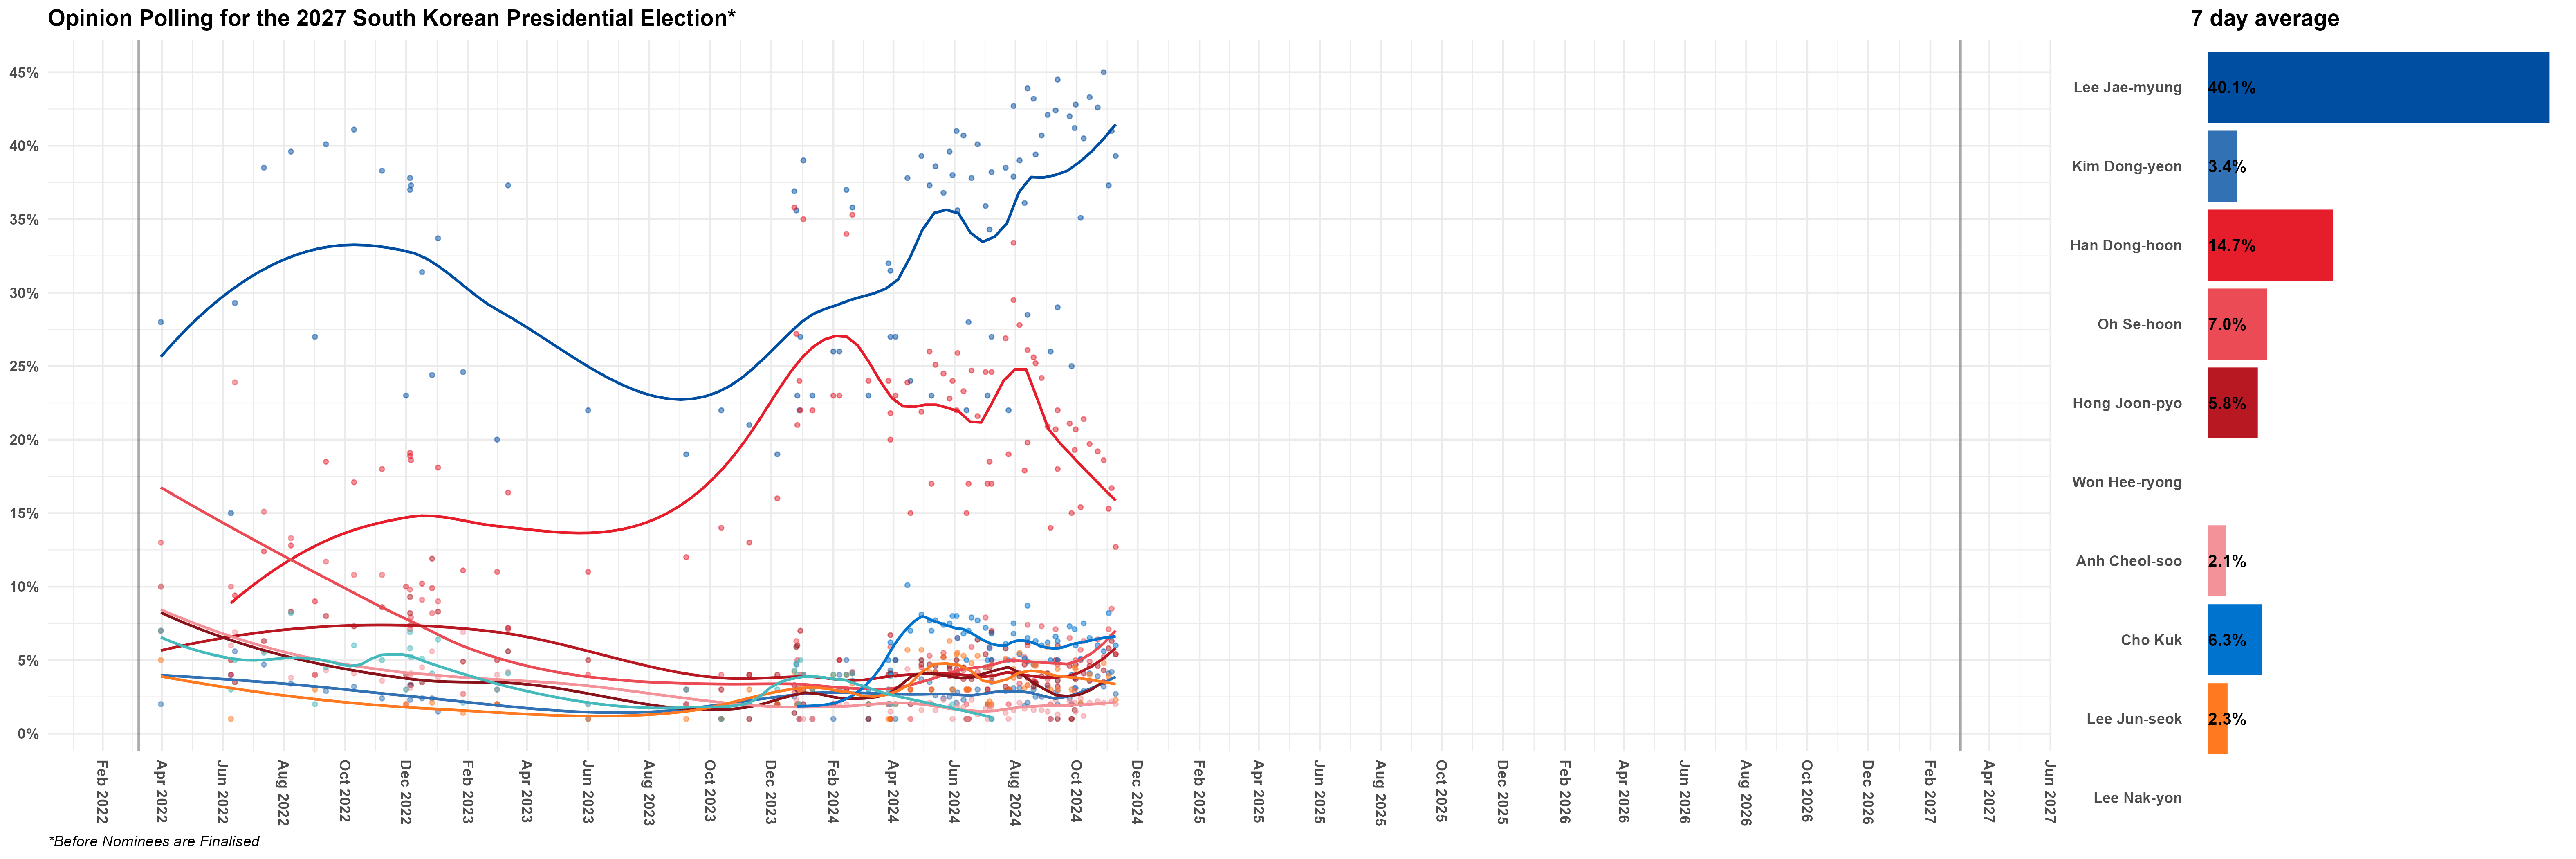 Opinion Polling for the 2027 South Korean Presidential Election*
7 day average
45%
40%
35%
30%
25%
20%
15%
10%
5%
0%
Feb 2022
Apr 2022
Jun 2022
Aug 2022
Oct 2022
Dec 2022
Feb 2023
Apr 2023
Jun 2023
Aug 2023
Oct 2023
Dec 2023
Feb 2024
Apr 2024
Jun 2024
Aug 2024
Oct 2024
Dec 2024
Feb 2025
Apr 2025
Jun 2025
Aug 2025
Oct 2025
Dec 2025
Feb 2026
Apr 2026
Jun 2026
Aug 2026
Oct 2026
Dec 2026
Feb 2027
Apr 2027
Jun 2027
Lee Jae-myung 40.1%
Kim Dong-yeon 3.4%
Han Dong-hoon 14.7%
Oh Se-hoon 7.0%
Hong Joon-pyo 5.8%
Won Hee-ryong
Anh Cheol-soo 2.1%
Cho Kuk 6.3%
Lee Jun-seok 2.3%
Lee Nak-yon
*Before Nominees are Finalised